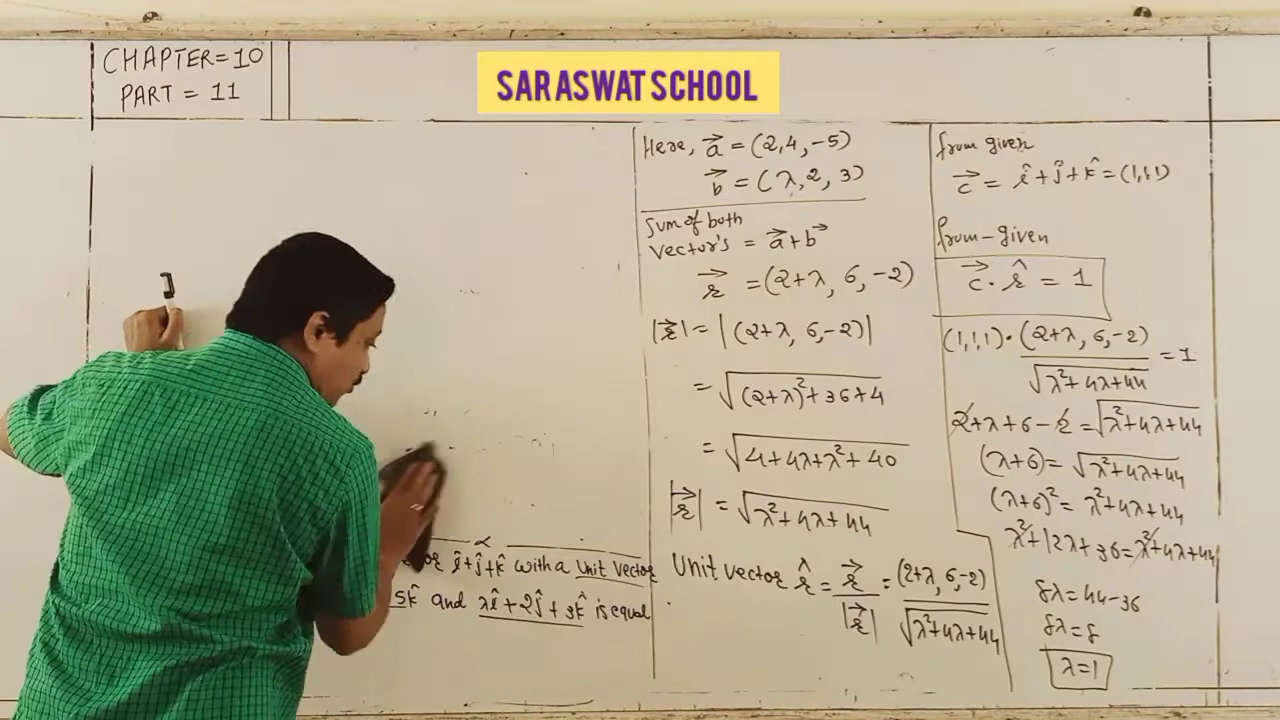 CHAPTER=10
PART = 11
SARASWAT SCHOOL
î+ĵ+k̂ with a unit vector
5k̂ and λî+2ĵ+3k̂ is equal
Here, a⃗ = (2,4,-5)
b⃗ = (λ,2,3)
Sum of both
vector's = a⃗+b⃗
r⃗ = (2+λ, 6, -2)
|r⃗| = |(2+λ, 6,-2)|
= √((2+λ)²+36+4)
= √(4+4λ+λ²+40)
|r⃗| = √(λ²+4λ+44)
Unit vector r̂ = r⃗/|r⃗| = (2+λ, 6,-2)/√(λ²+4λ+44)
from given
c⃗ = î+ĵ+k̂ = (1,1,1)
from-given
c⃗ . r̂ = 1
(1,1,1)·(2+λ, 6,-2)/√(λ²+4λ+44) = 1
2+λ+6-2 = √(λ²+4λ+44)
(λ+6) = √(λ²+4λ+44)
(λ+6)² = λ²+4λ+44
λ²+12λ+36=λ²+4λ+44
8λ=44-36
8λ=8
λ=1